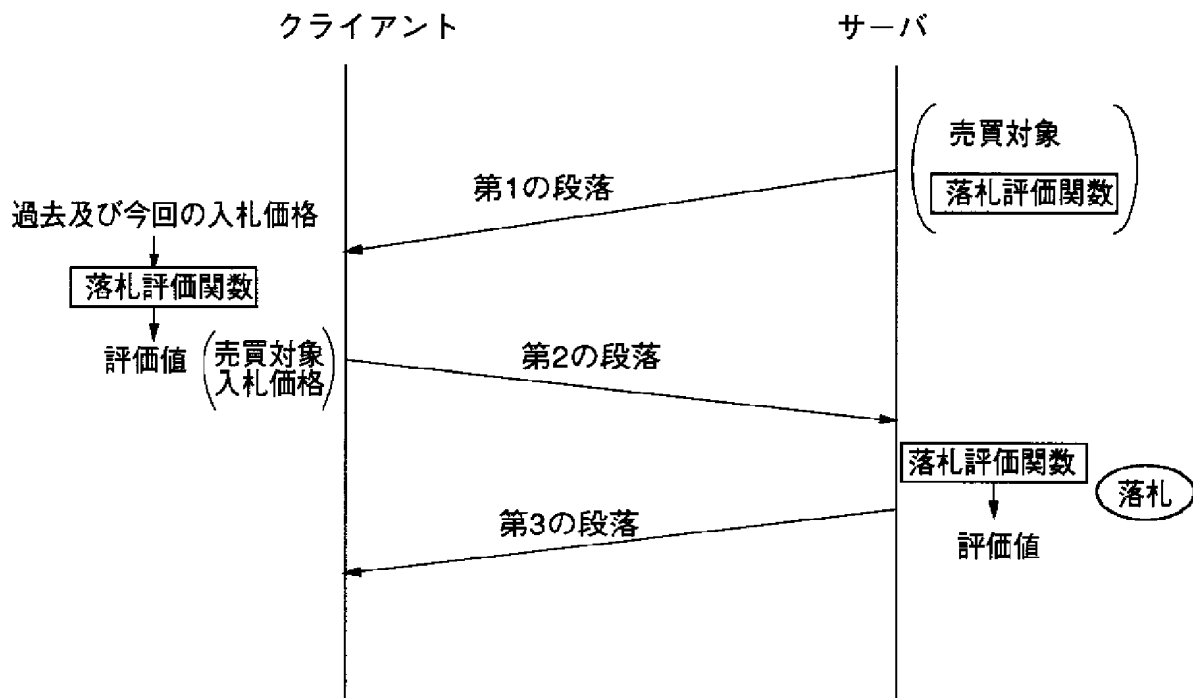 クライアント
サーバ
売買対象
落札評価関数
第1の段落
過去及び今回の入札価格
落札評価関数
評価値
売買対象
入札価格
第2の段落
落札評価関数
落札
評価値
第3の段落